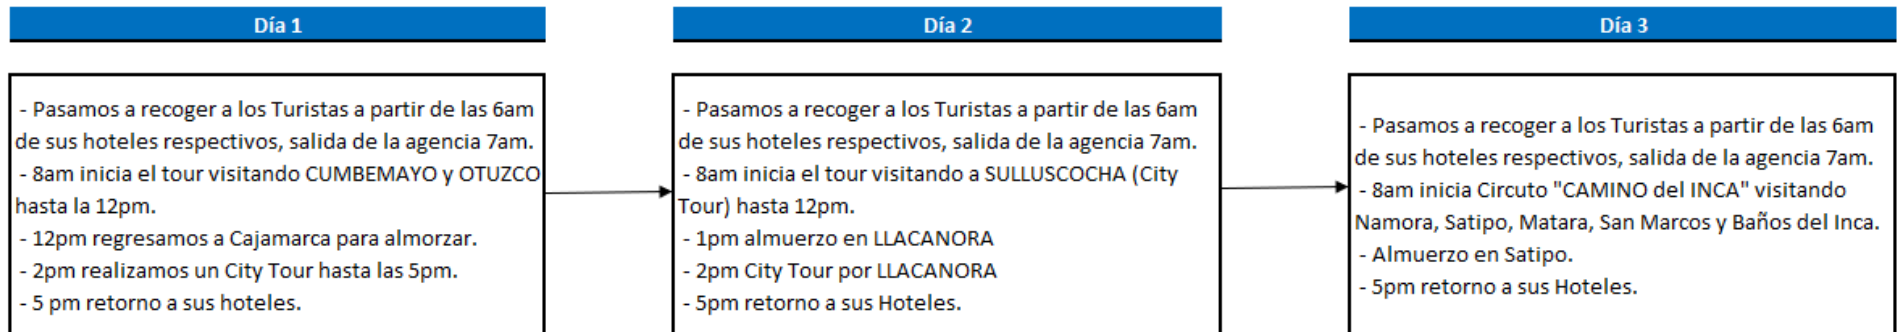 Día 1
- Pasamos a recoger a los Turistas a partir de las 6am
de sus hoteles respectivos, salida de la agencia 7am.
- 8am inicia el tour visitando CUMBEMAYO y OTUZCO
hasta la 12pm.
- 12pm regresamos a Cajamarca para almorzar.
- 2pm realizamos un City Tour hasta las 5pm.
- 5 pm retorno a sus hoteles.
Día 2
- Pasamos a recoger a los Turistas a partir de las 6am
de sus hoteles respectivos, salida de la agencia 7am.
- 8am inicia el tour visitando a SULLUSCOCHA (City
Tour) hasta 12pm.
- 1pm almuerzo en LLACANORA
- 2pm City Tour por LLACANORA
- 5pm retorno a sus Hoteles.
Día 3
- Pasamos a recoger a los Turistas a partir de las 6am
de sus hoteles respectivos, salida de la agencia 7am.
- 8am inicia Circuto "CAMINO del INCA" visitando
Namora, Satipo, Matara, San Marcos y Baños del Inca.
- Almuerzo en Satipo.
- 5pm retorno a sus Hoteles.